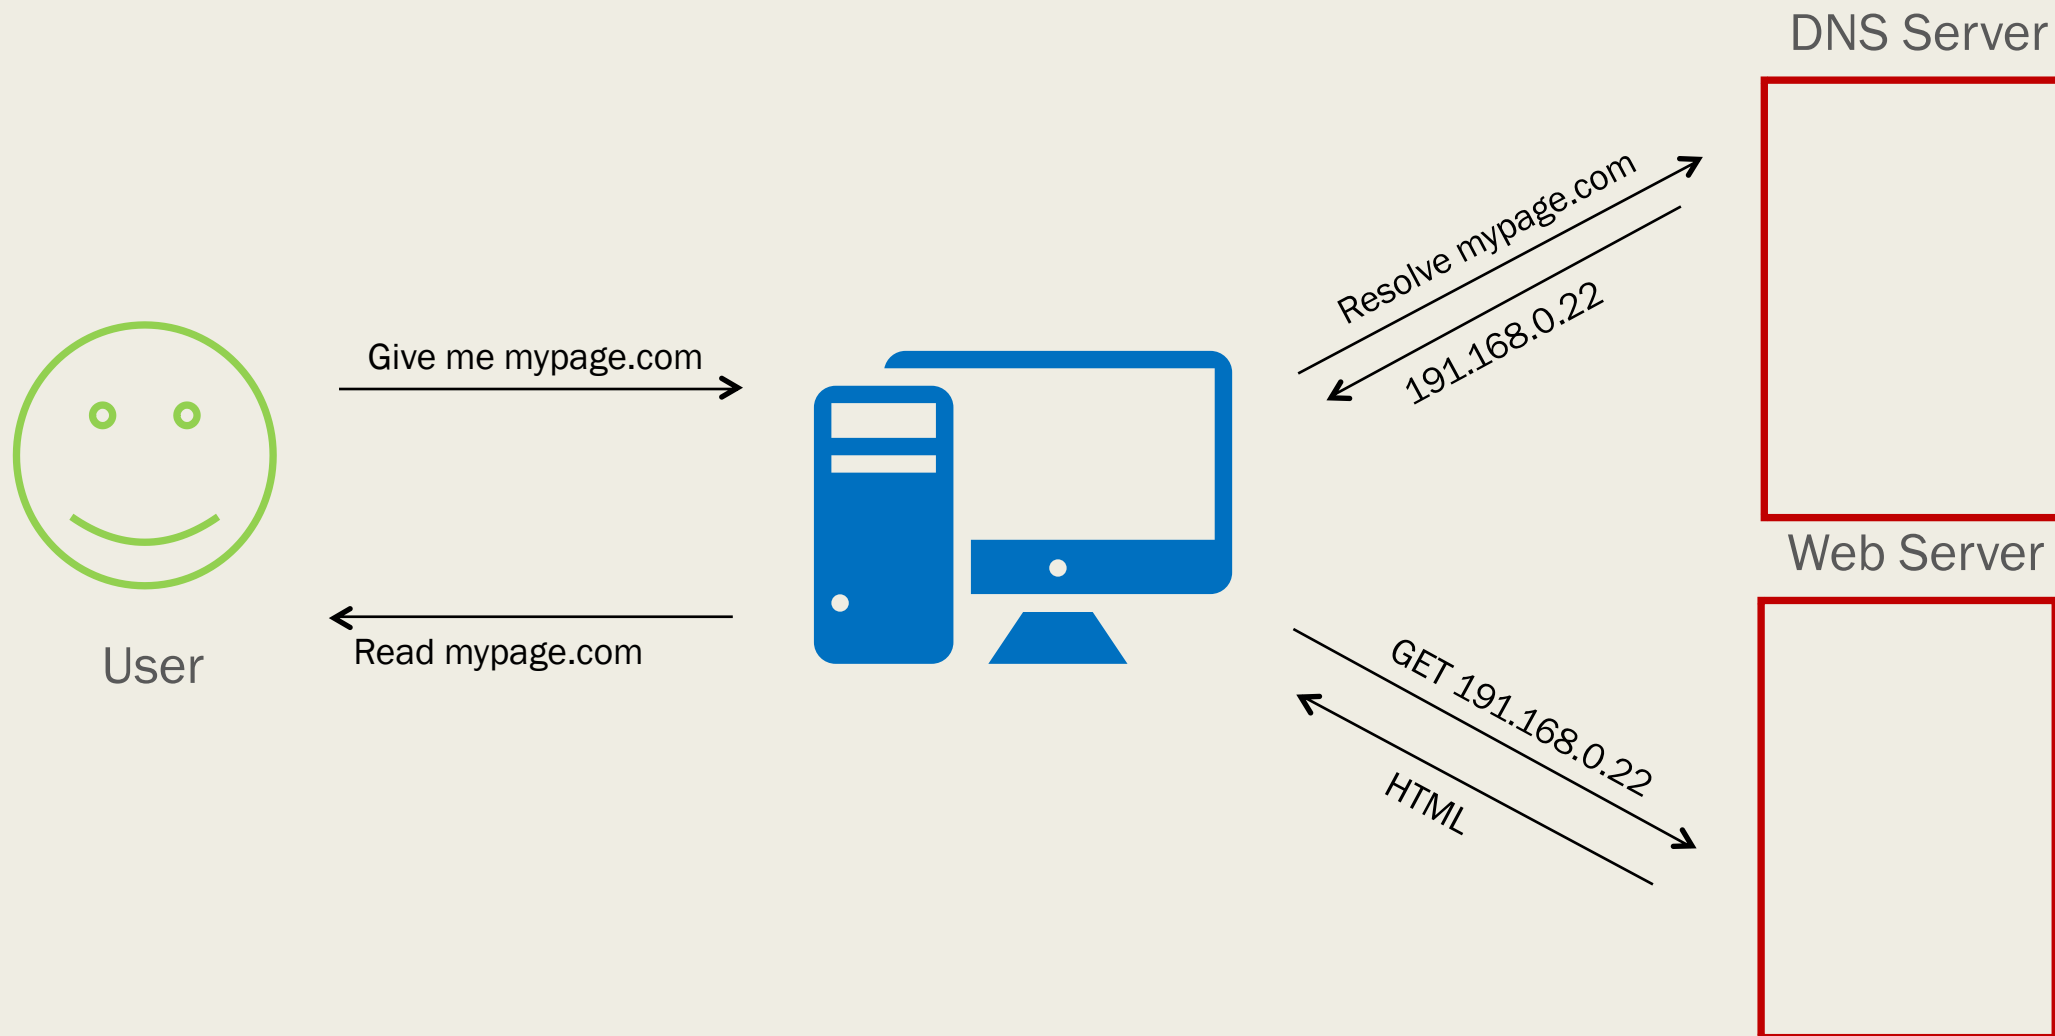 DNS Server
Resolve mypage.com
191.168.0.22
Give me mypage.com
Read mypage.com
User
Web Server
GET 191.168.0.22
HTML